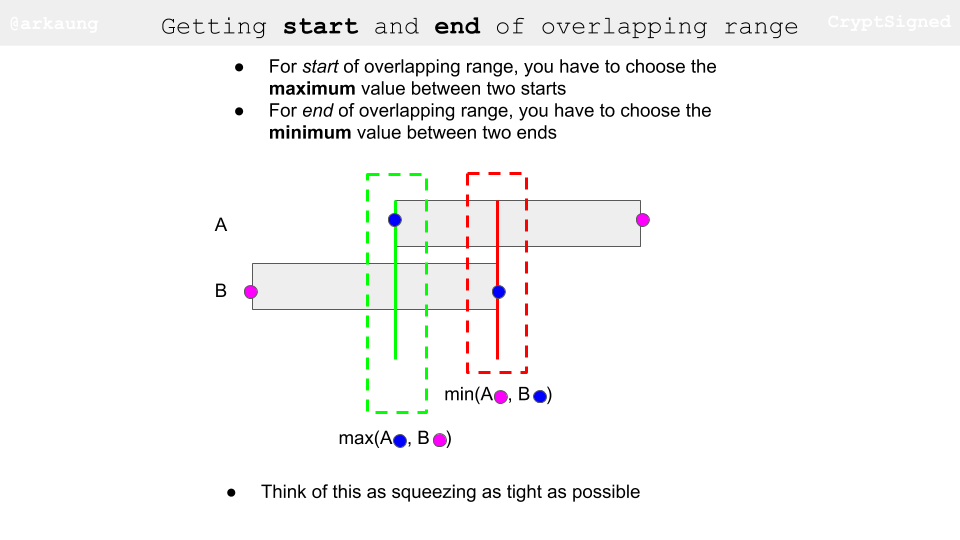 @arkaung
Getting start and end of overlapping range
CryptSigned
● For start of overlapping range, you have to choose the
maximum value between two starts
● For end of overlapping range, you have to choose the
minimum value between two ends
A
B
min(A , B )
max(A , B )
● Think of this as squeezing as tight as possible